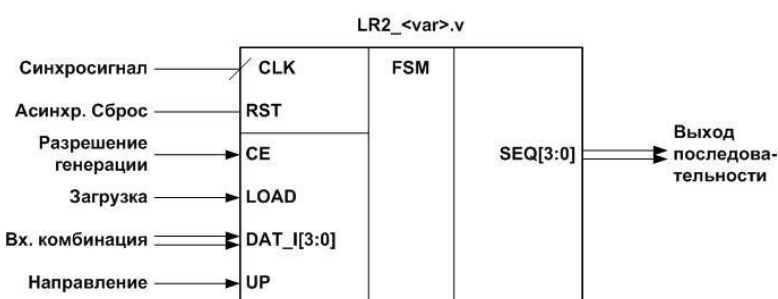 LR2_<var>.v
Синхросигнал
CLK
FSM
Асинхр. Сброс
RST
Разрешение
генерации
CE
SEQ[3:0]
Выход
последова-
тельности
Загрузка
LOAD
Вх. комбинация
DAT_I[3:0]
Направление
UP